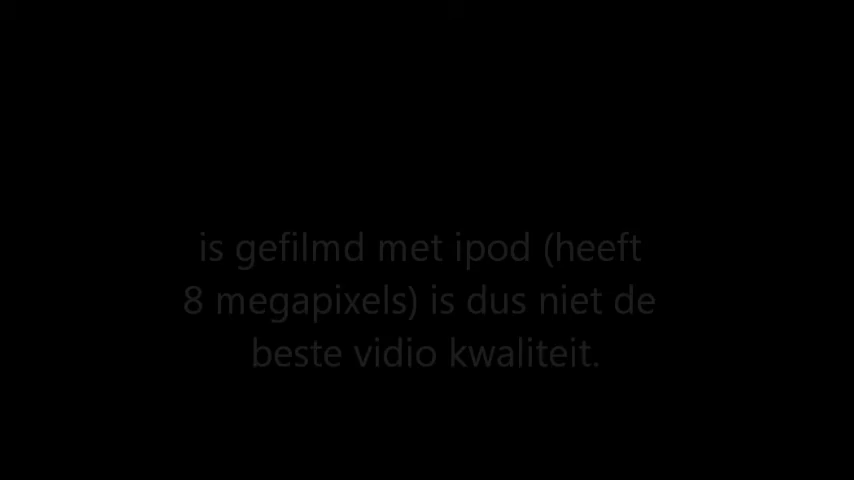 is gefilmd met ipod (heeft
8 megapixels) is dus niet de
beste vidio kwaliteit.